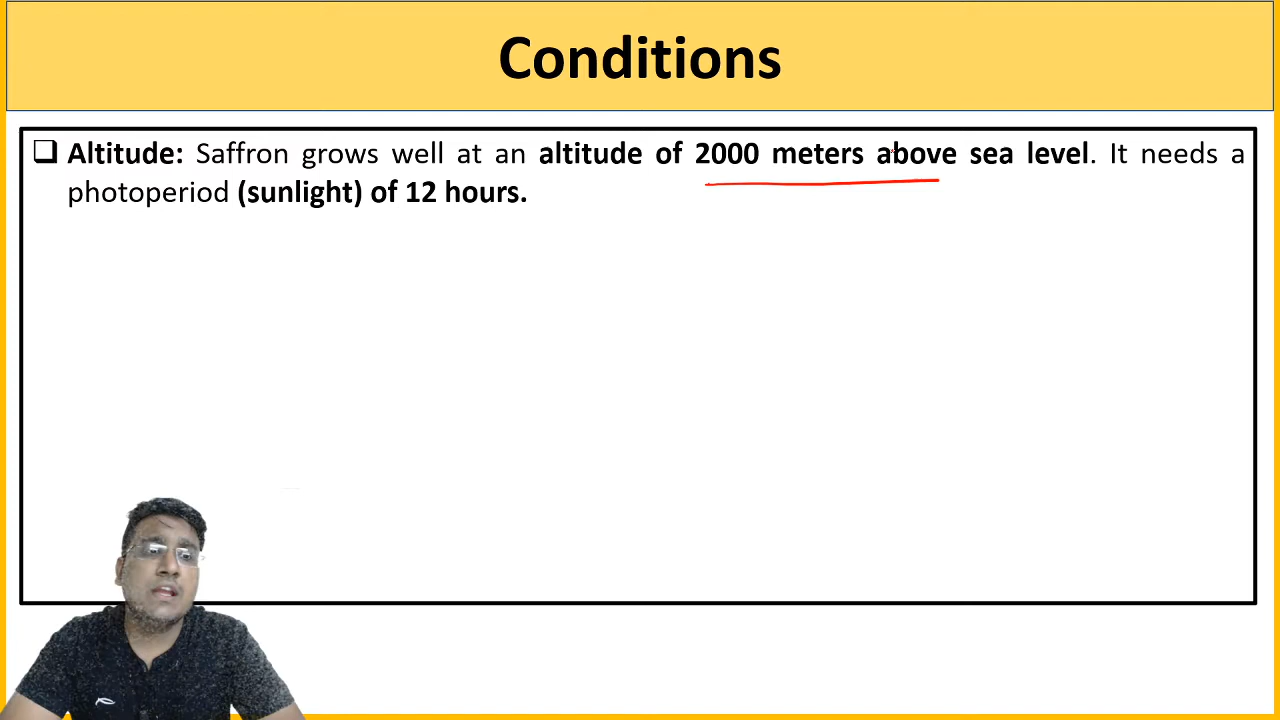 Conditions
❑ Altitude: Saffron grows well at an altitude of 2000 meters above sea level. It needs a
photoperiod (sunlight) of 12 hours.